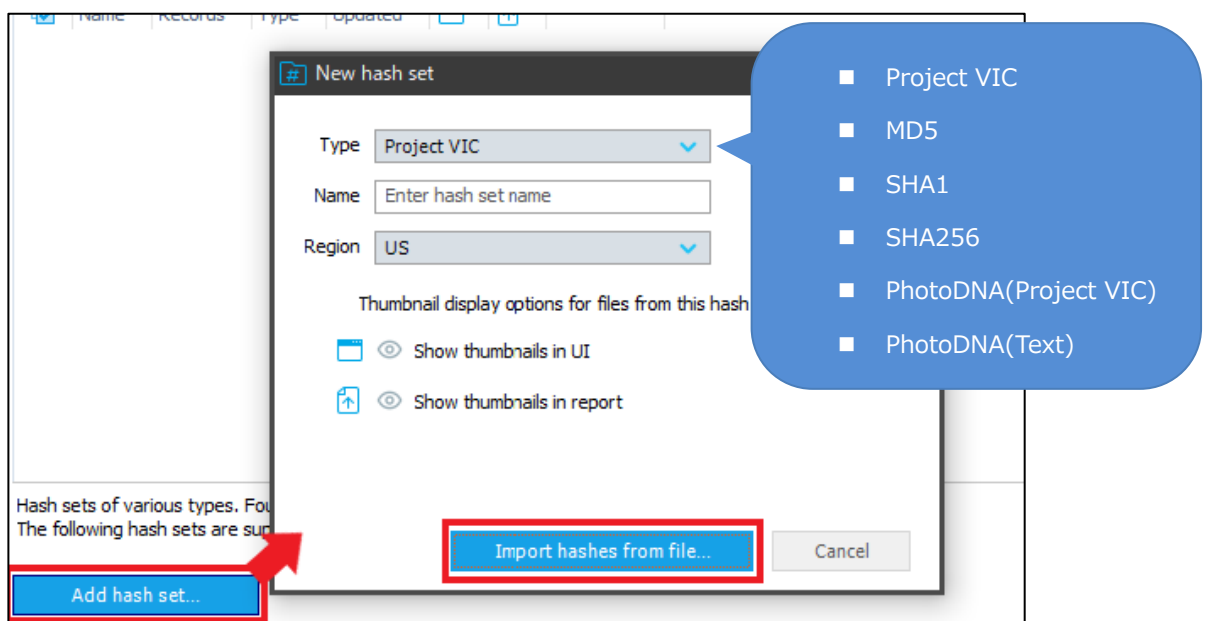 Name Records Type Updated
New hash set
Type Project VIC
Name Enter hash set name
Region US
Thumbnail display options for files from this hash
Show thumbnails in UI
Show thumbnails in report
Import hashes from file... Cancel
■ Project VIC
■ MD5
■ SHA1
■ SHA256
■ PhotoDNA(Project VIC)
■ PhotoDNA(Text)
Hash sets of various types.
The following hash sets are
Add hash set...